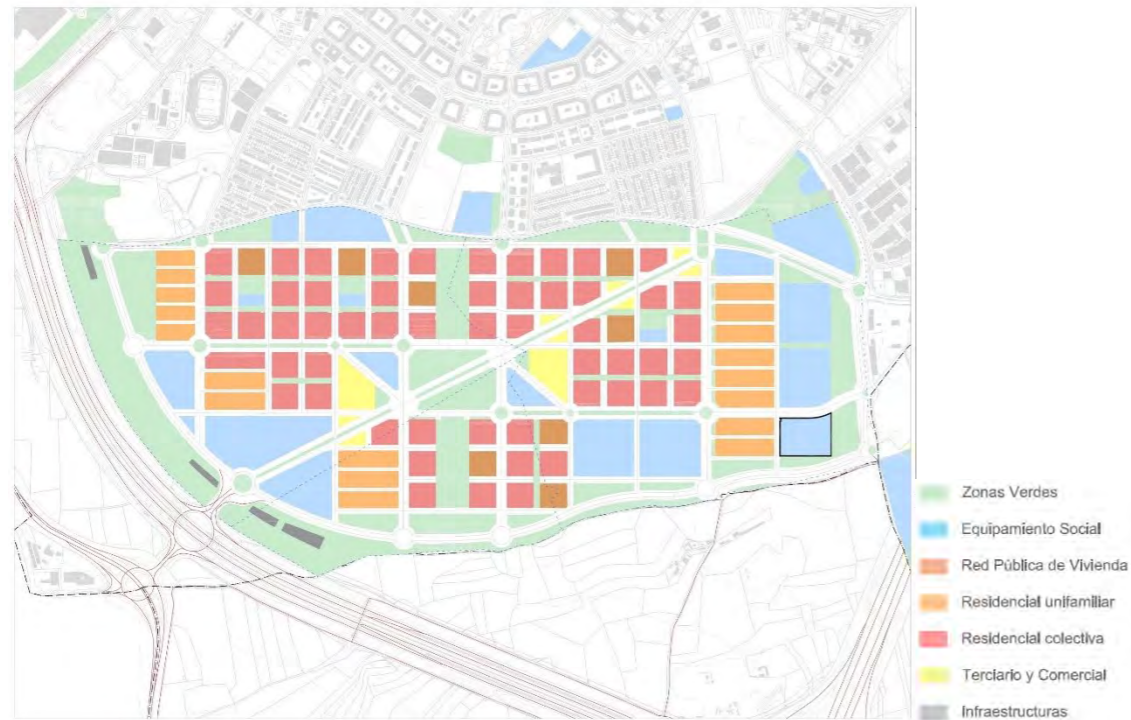 Zonas Verdes
Equipamiento Social
Red Pública de Vivienda
Residencial unifamiliar
Residencial colectiva
Terciario y Comercial
Infraestructuras